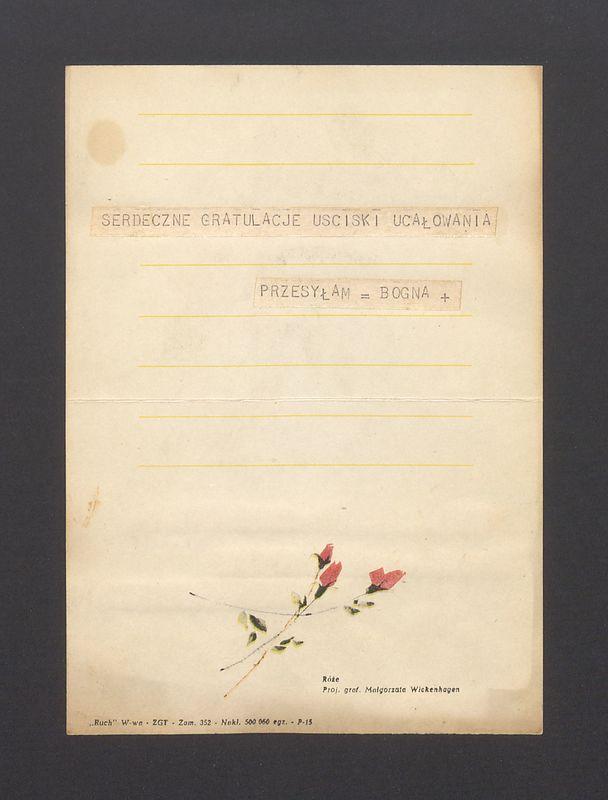 SERDECZNE GRATULACJE USCISKI UCAŁOWANIA
PRZESYŁAM = BOGNA +
Róże
Proj. graf. Małgorzata Wickenhagen
„Ruch" W-wa - ZGT - Zam. 352 - Nakł. 500 060 egz. - P-15